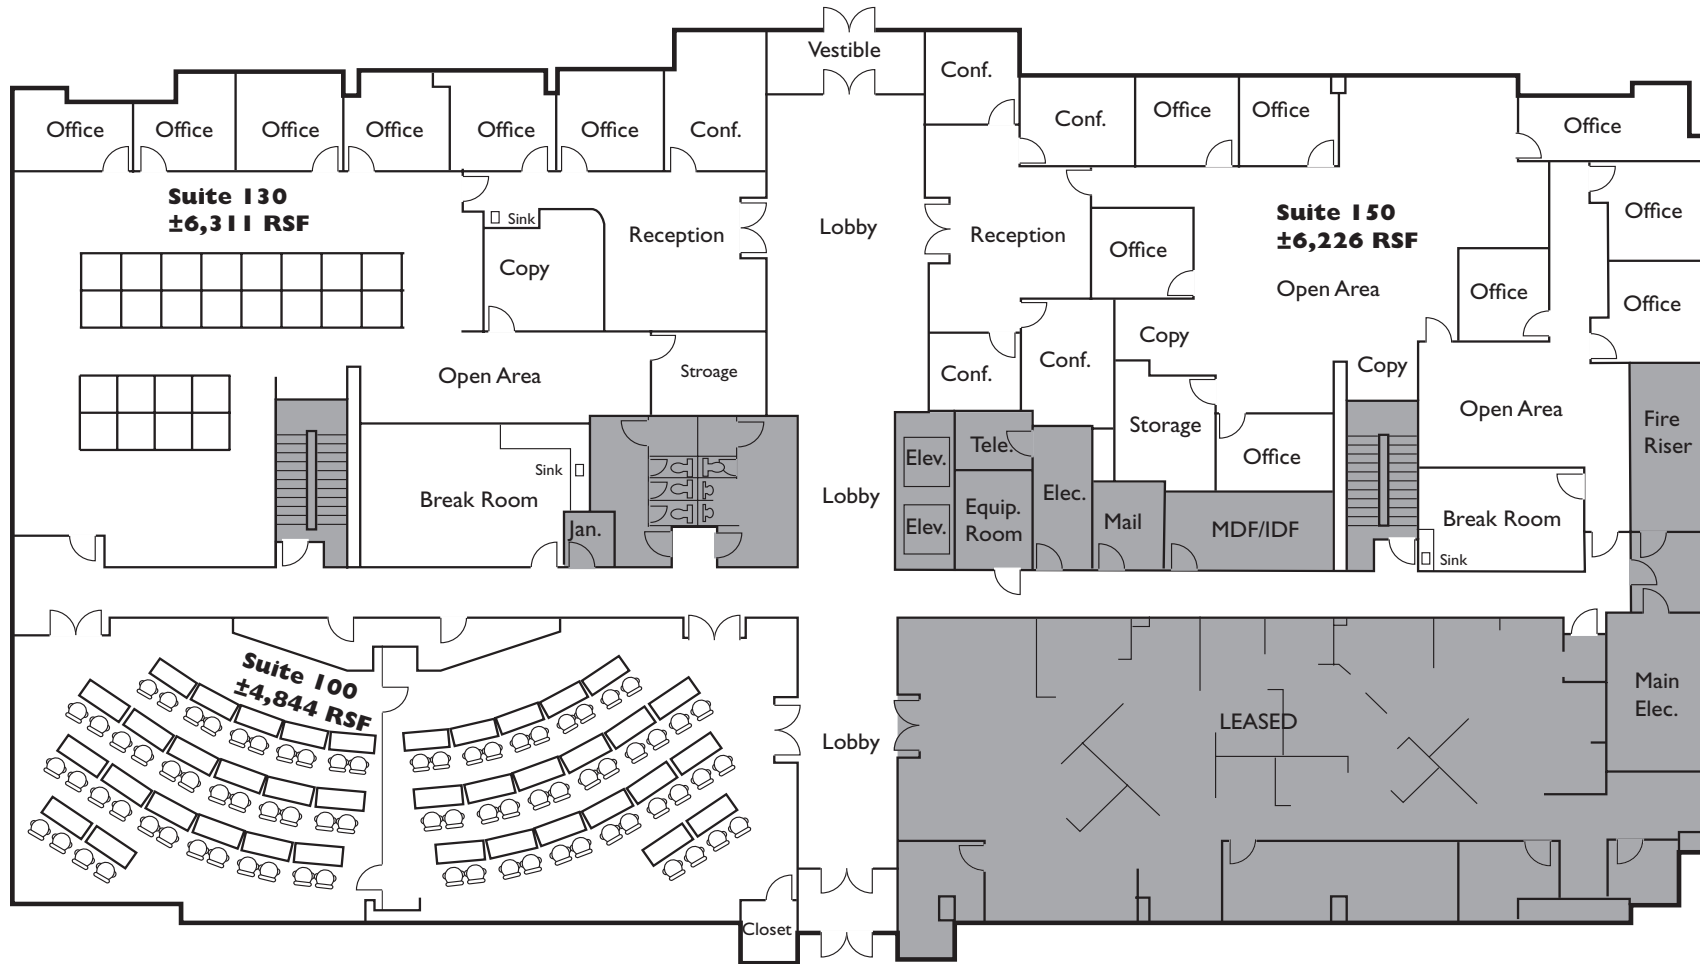 Vestible
Conf.
Office
Office
Office
Office
Office
Office
Conf.
Conf.
Office
Office
Office
Suite 130
±6,311 RSF
Sink
Reception
Copy
Lobby
Reception
Office
Suite 150
±6,226 RSF
Open Area
Office
Office
Office
Open Area
Stroage
Conf.
Conf.
Copy
Copy
Storage
Office
Open Area
Fire
Riser
Break Room
Sink
Jan.
Lobby
Elev.
Elev.
Tele.
Equip.
Room
Elec.
Mail
MDF/IDF
Break Room
Sink
Suite 100
±4,844 RSF
Lobby
LEASED
Main
Elec.
Closet